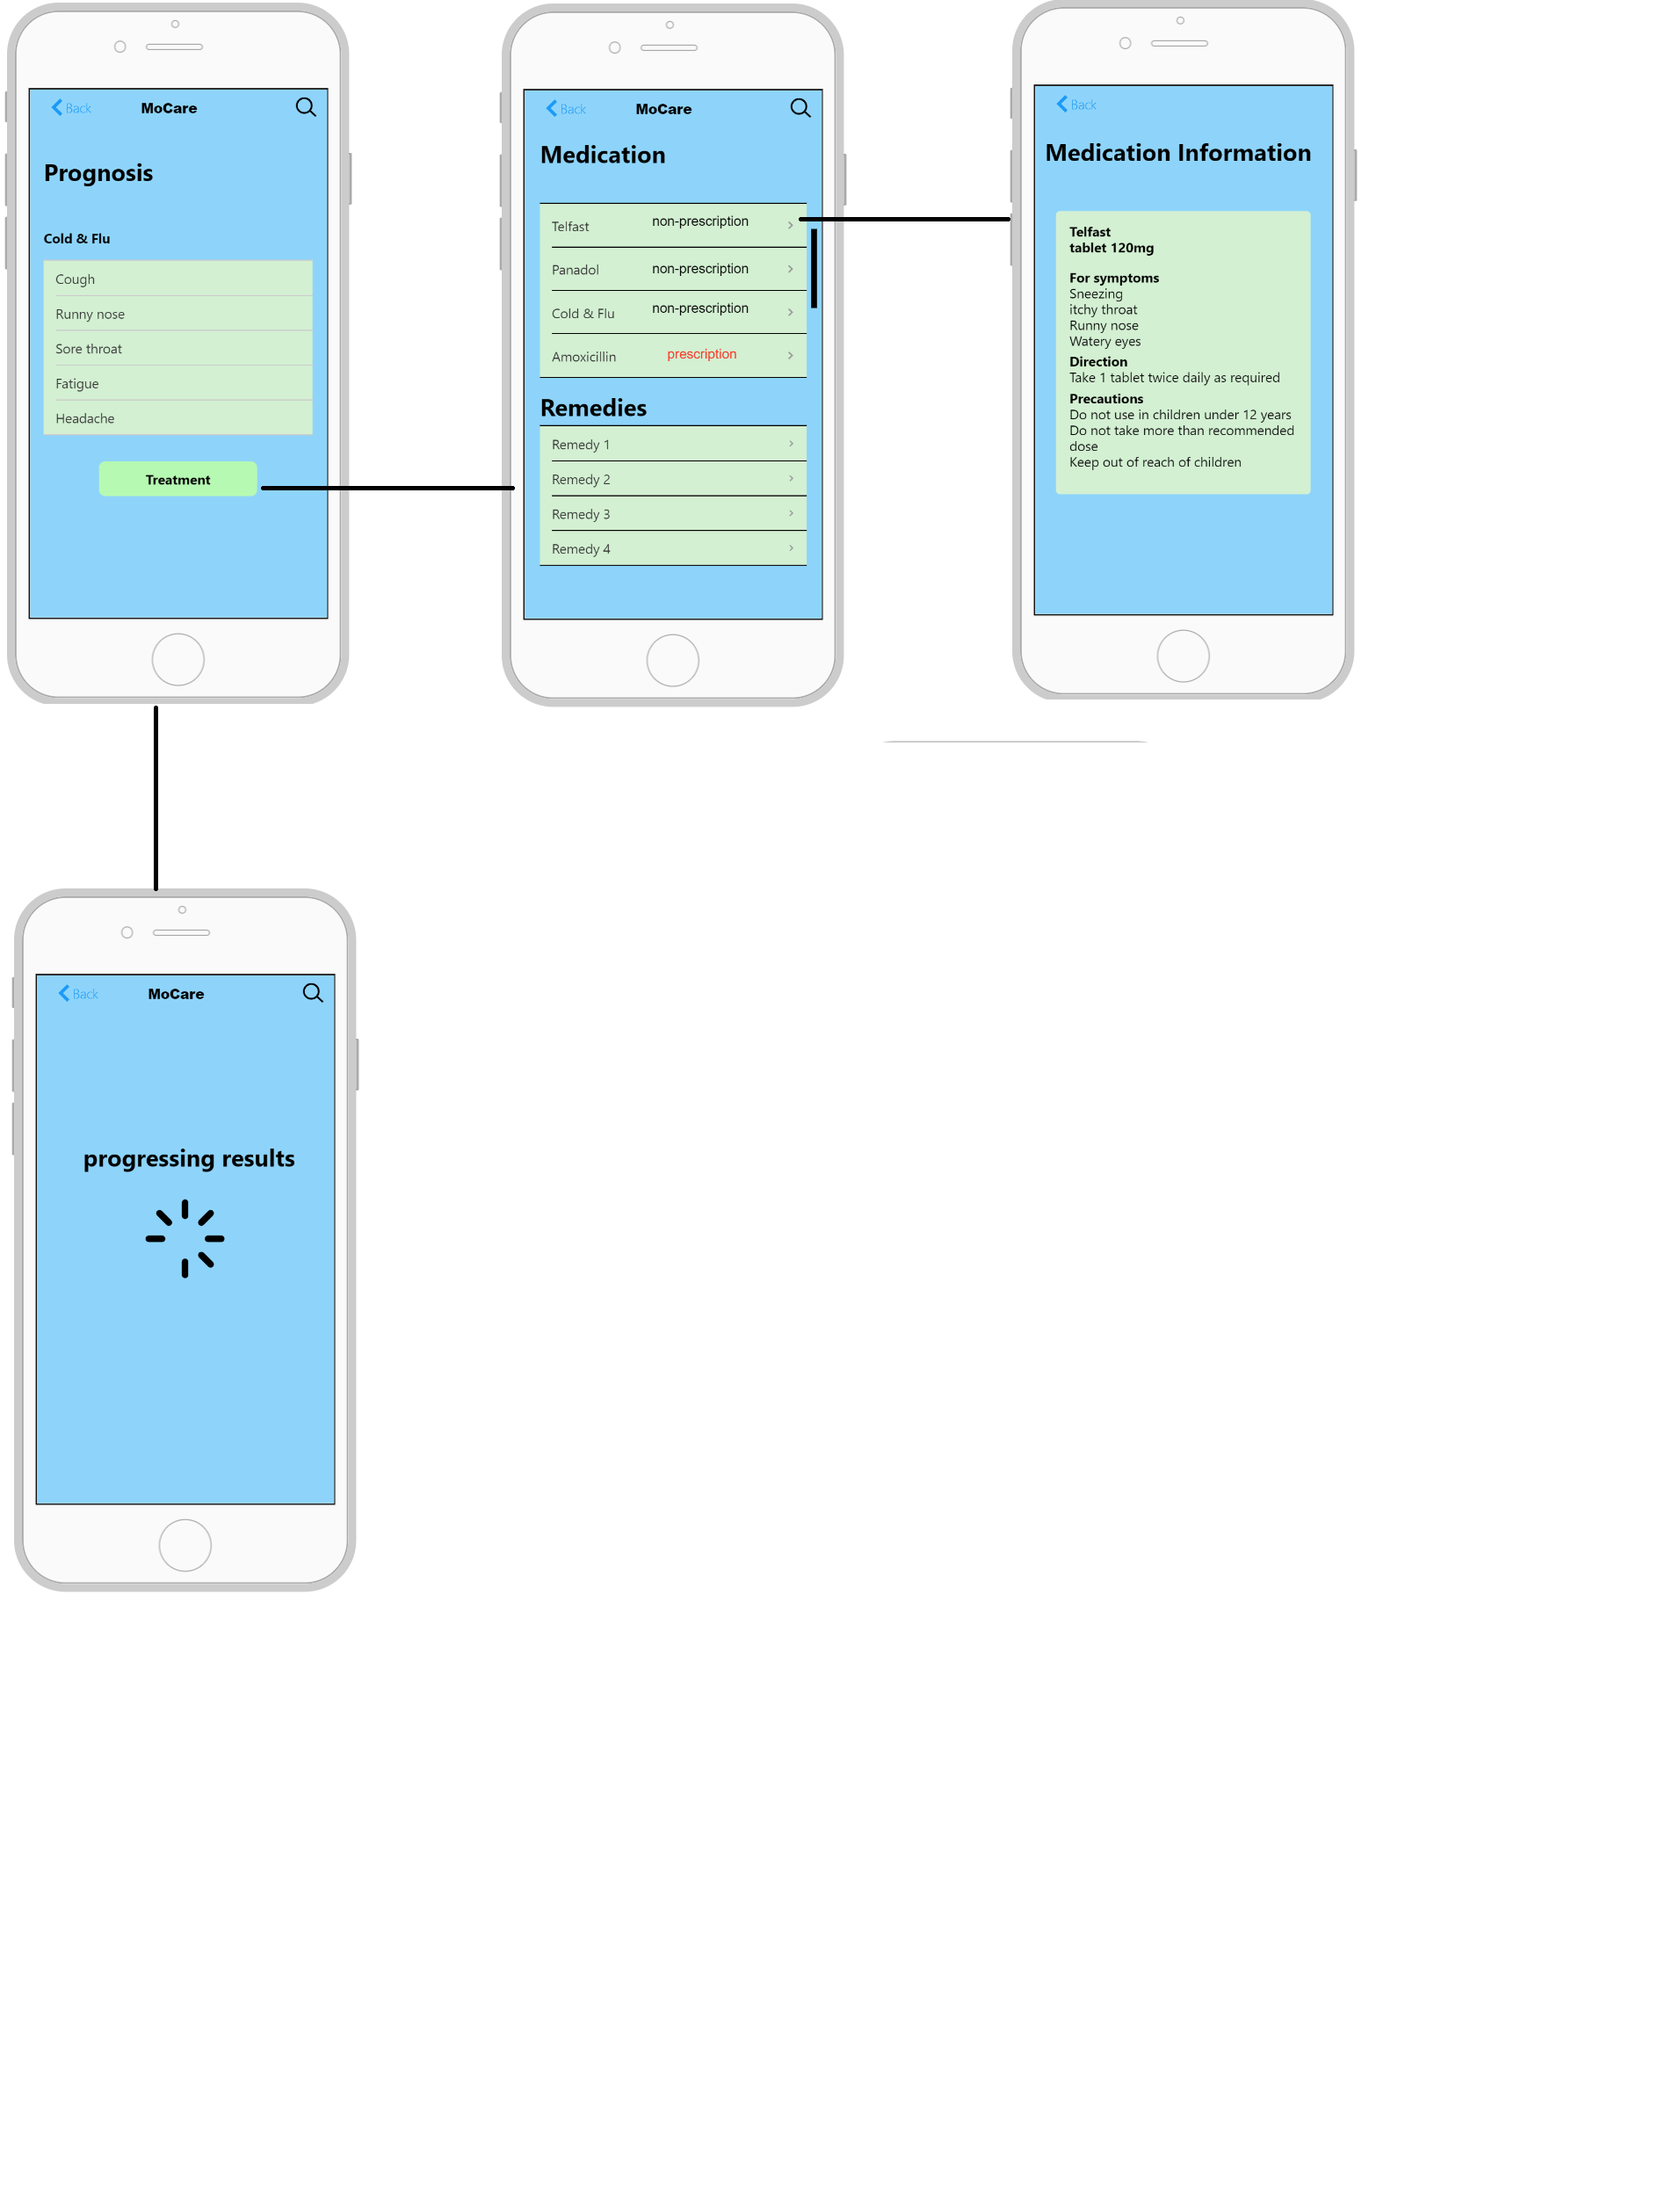 Back MoCare
Prognosis
Cold & Flu
Cough
Runny nose
Sore throat
Fatigue
Headache
Treatment
Back MoCare
Medication
Telfast non-prescription
Panadol non-prescription
Cold & Flu non-prescription
Amoxicillin prescription
Remedies
Remedy 1
Remedy 2
Remedy 3
Remedy 4
Back
Medication Information
Telfast
tablet 120mg
For symptoms
Sneezing
itchy throat
Runny nose
Watery eyes
Direction
Take 1 tablet twice daily as required
Precautions
Do not use in children under 12 years
Do not take more than recommended
dose
Keep out of reach of children
Back MoCare
progressing results